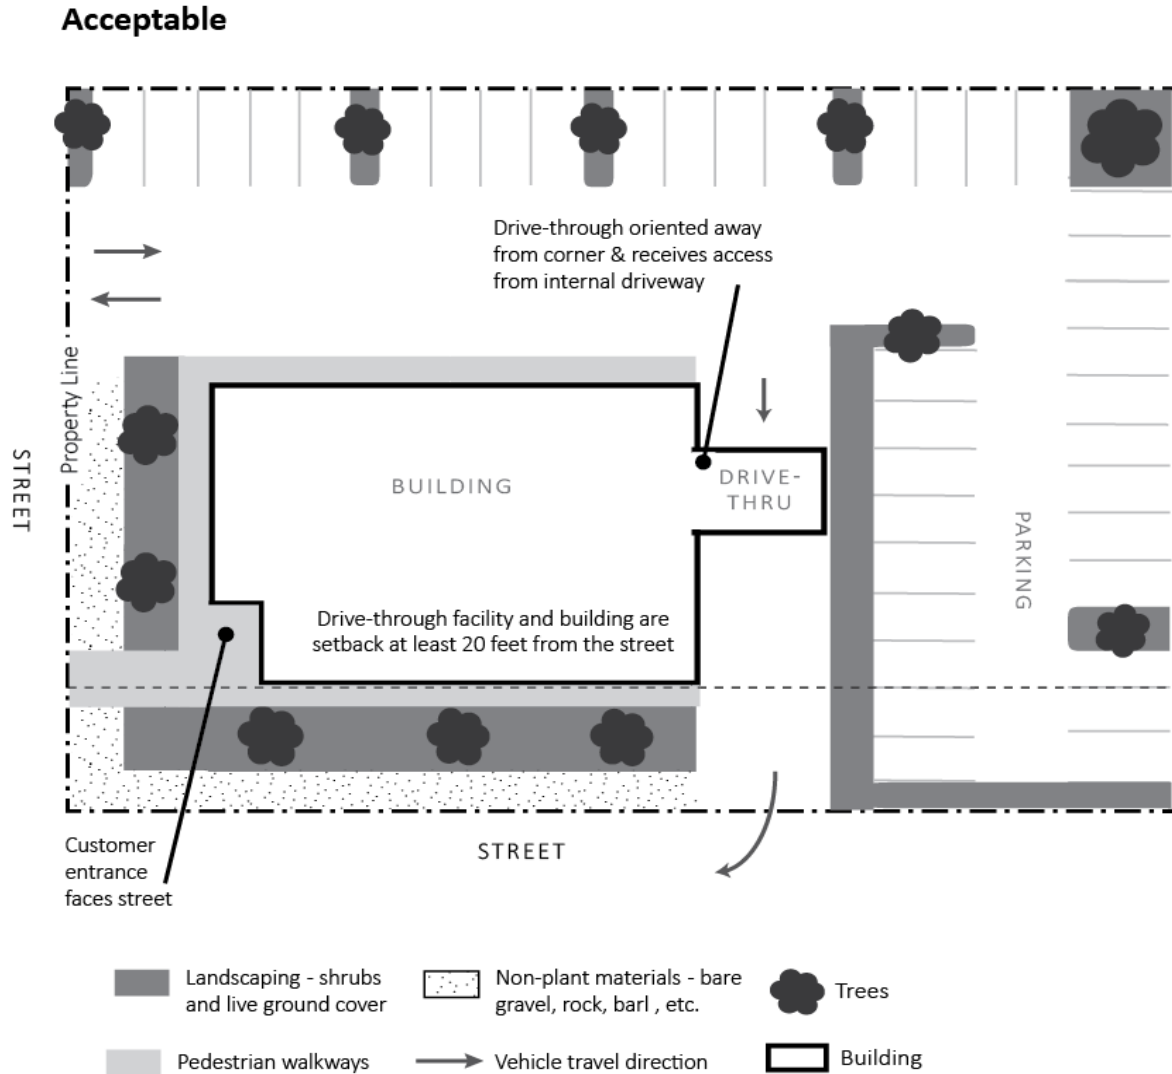 Acceptable
Drive-through oriented away
from corner & receives access
from internal driveway
Property Line
STREET
BUILDING
DRIVE-
THRU
PARKING
Drive-through facility and building are
setback at least 20 feet from the street
Customer
entrance
faces street
STREET
Landscaping - shrubs
and live ground cover
Non-plant materials - bare
gravel, rock, barl , etc.
Trees
Pedestrian walkways
Vehicle travel direction
Building